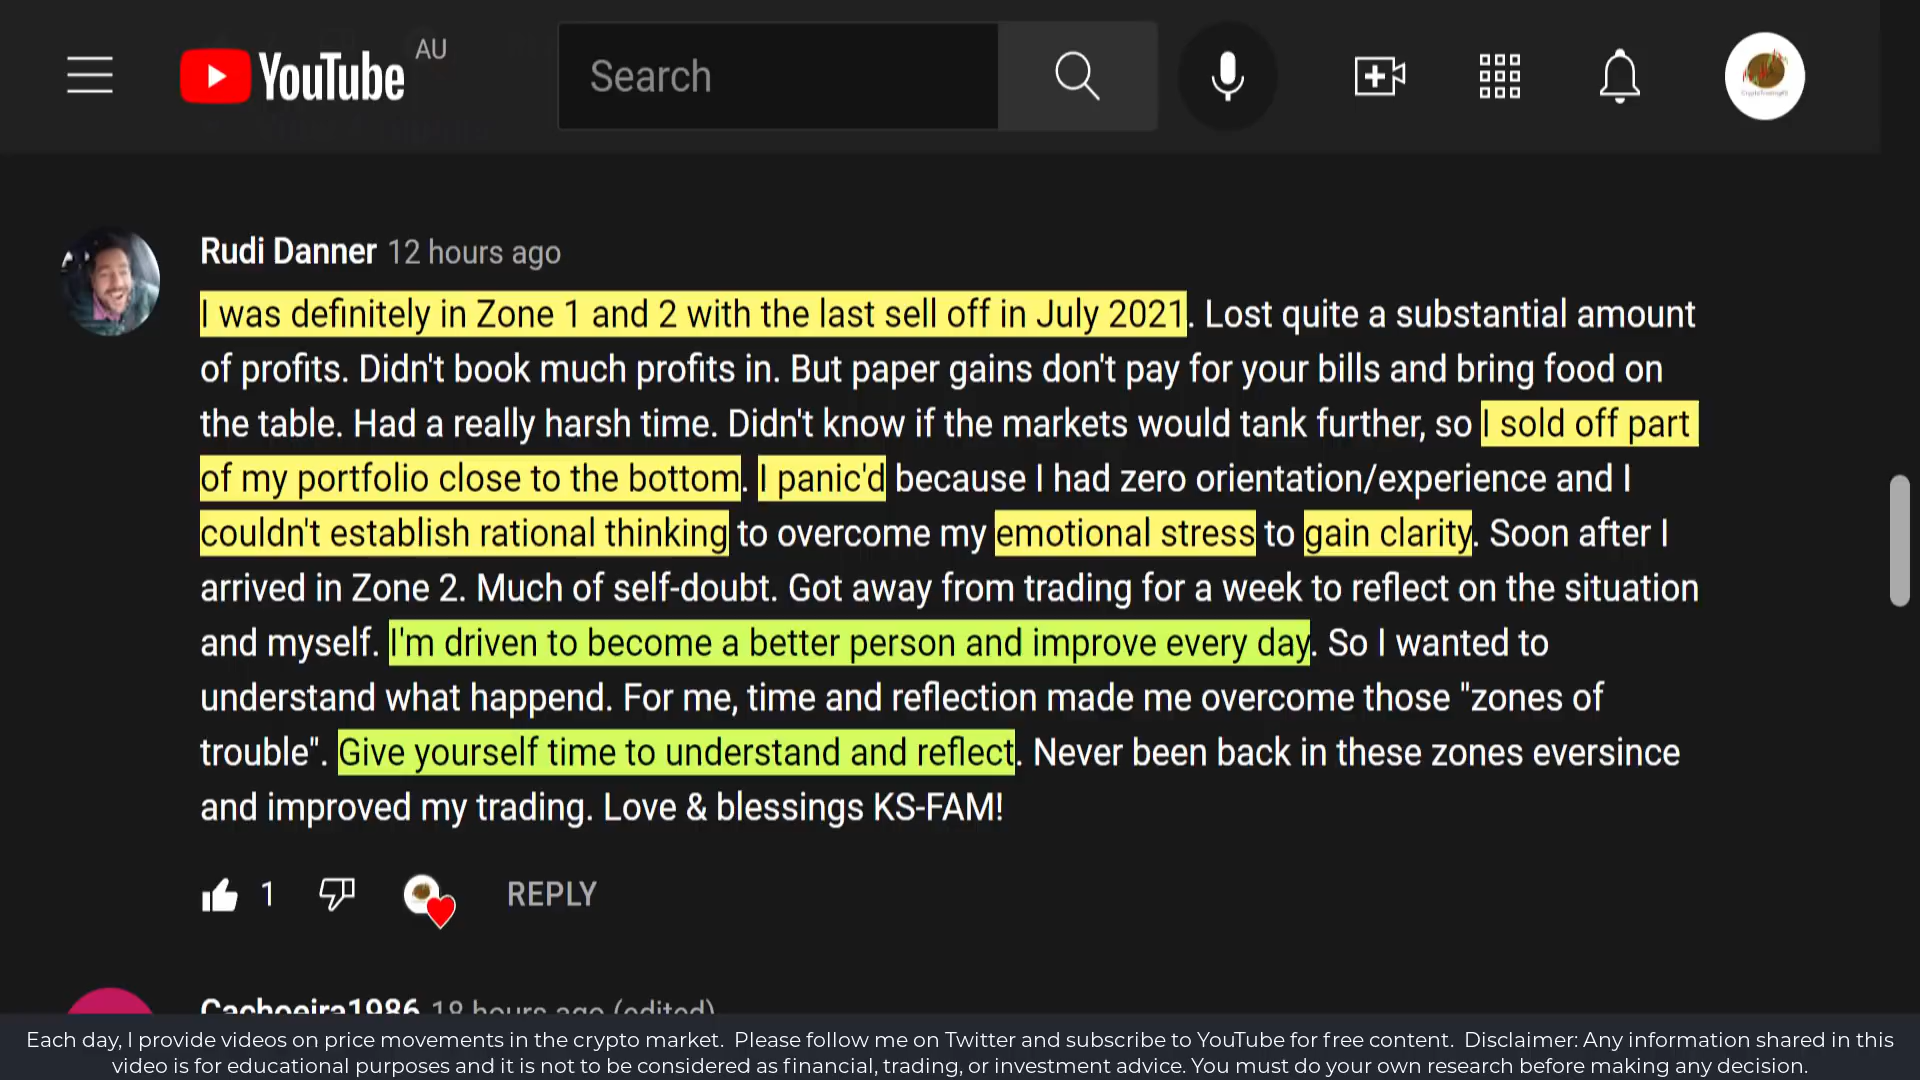 YouTube AU
Search
Rudi Danner 12 hours ago
I was definitely in Zone 1 and 2 with the last sell off in July 2021. Lost quite a substantial amount
of profits. Didn't book much profits in. But paper gains don't pay for your bills and bring food on
the table. Had a really harsh time. Didn't know if the markets would tank further, so I sold off part
of my portfolio close to the bottom. I panic'd because I had zero orientation/experience and I
couldn't establish rational thinking to overcome my emotional stress to gain clarity. Soon after I
arrived in Zone 2. Much of self-doubt. Got away from trading for a week to reflect on the situation
and myself. I'm driven to become a better person and improve every day. So I wanted to
understand what happend. For me, time and reflection made me overcome those "zones of
trouble". Give yourself time to understand and reflect. Never been back in these zones eversince
and improved my trading. Love & blessings KS-FAM!
1 REPLY
Cachoeira1986 18 hours ago (edited)
Each day, I provide videos on price movements in the crypto market. Please follow me on Twitter and subscribe to YouTube for free content. Disclaimer: Any information shared in this
video is for educational purposes and it is not to be considered as financial, trading, or investment advice. You must do your own research before making any decision.